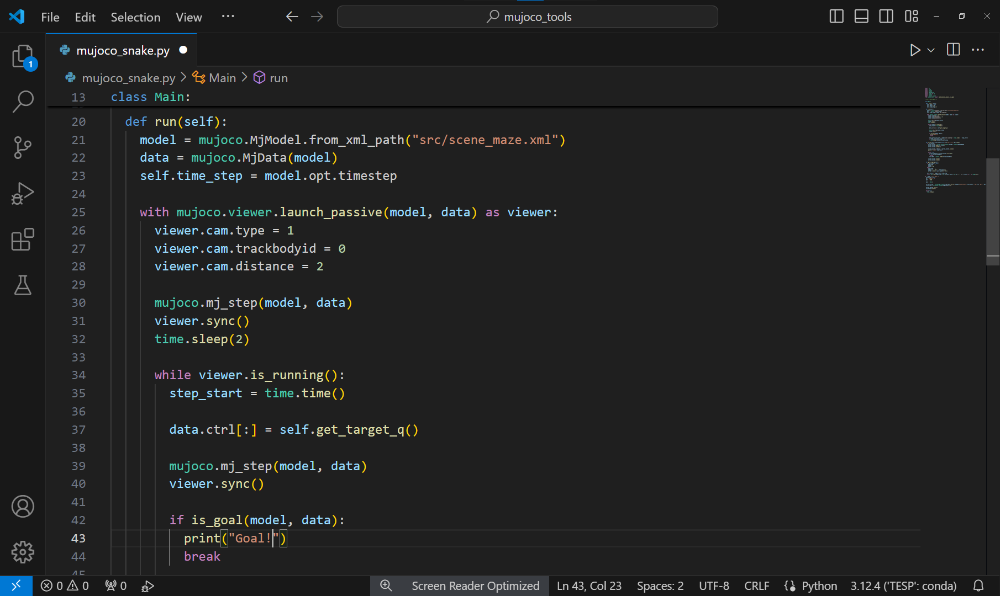 File Edit Selection View ··· mujoco_tools
1
mujoco_snake.py
mujoco_snake.py > Main > run
13 class Main:
20 def run(self):
21 model = mujoco.MjModel.from_xml_path("src/scene_maze.xml")
22 data = mujoco.MjData(model)
23 self.time_step = model.opt.timestep
24
25 with mujoco.viewer.launch_passive(model, data) as viewer:
26 viewer.cam.type = 1
27 viewer.cam.trackbodyid = 0
28 viewer.cam.distance = 2
29
30 mujoco.mj_step(model, data)
31 viewer.sync()
32 time.sleep(2)
33
34 while viewer.is_running():
35 step_start = time.time()
36
37 data.ctrl[:] = self.get_target_q()
38
39 mujoco.mj_step(model, data)
40 viewer.sync()
41
42 if is_goal(model, data):
43 print("Goal!")
44 break
45
0 0 0 Screen Reader Optimized Ln 43, Col 23 Spaces: 2 UTF-8 CRLF Python 3.12.4 ('TESP': conda)